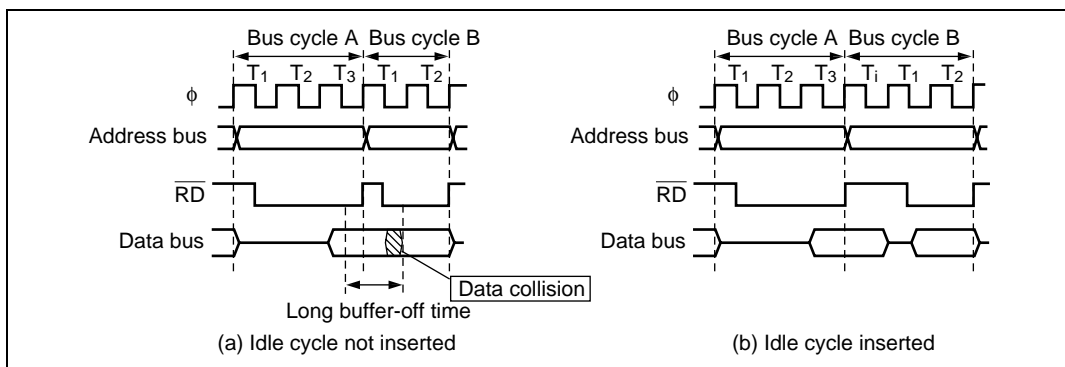 Bus cycle A Bus cycle B
T₁ T₂ T₃ T₁ T₂
ϕ
Address bus
RD
Data bus
Data collision
Long buffer-off time
(a) Idle cycle not inserted
Bus cycle A Bus cycle B
T₁ T₂ T₃ Tᵢ T₁ T₂
ϕ
Address bus
RD
Data bus
(b) Idle cycle inserted